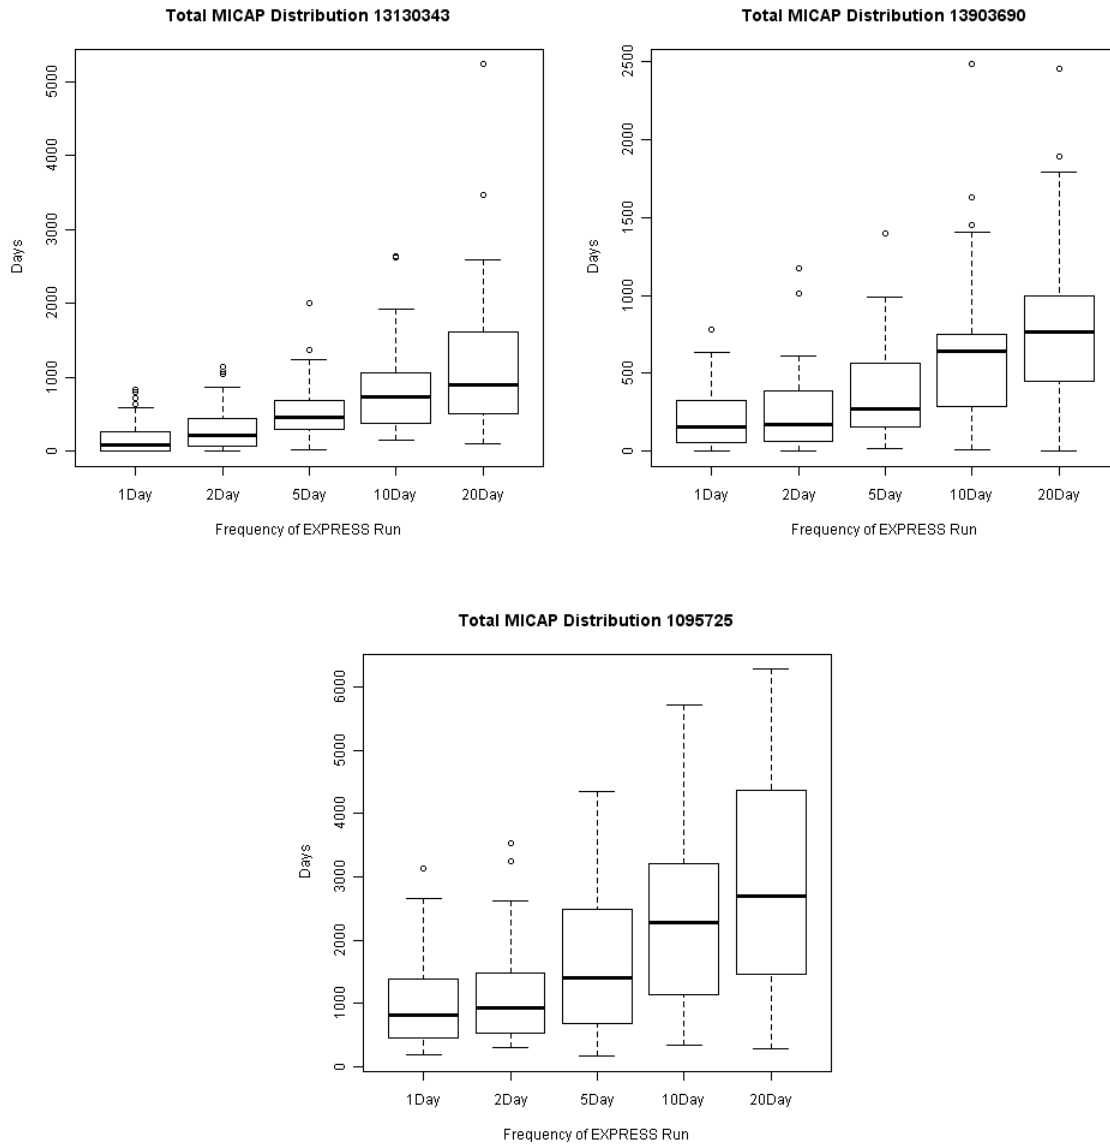 Total MICAP Distribution 13130343
Days
5000
4000
3000
2000
1000
0
1Day 2Day 5Day 10Day 20Day
Frequency of EXPRESS Run
Total MICAP Distribution 13903690
Days
2500
2000
1500
1000
500
0
1Day 2Day 5Day 10Day 20Day
Frequency of EXPRESS Run
Total MICAP Distribution 1095725
Days
6000
5000
4000
3000
2000
1000
0
1Day 2Day 5Day 10Day 20Day
Frequency of EXPRESS Run